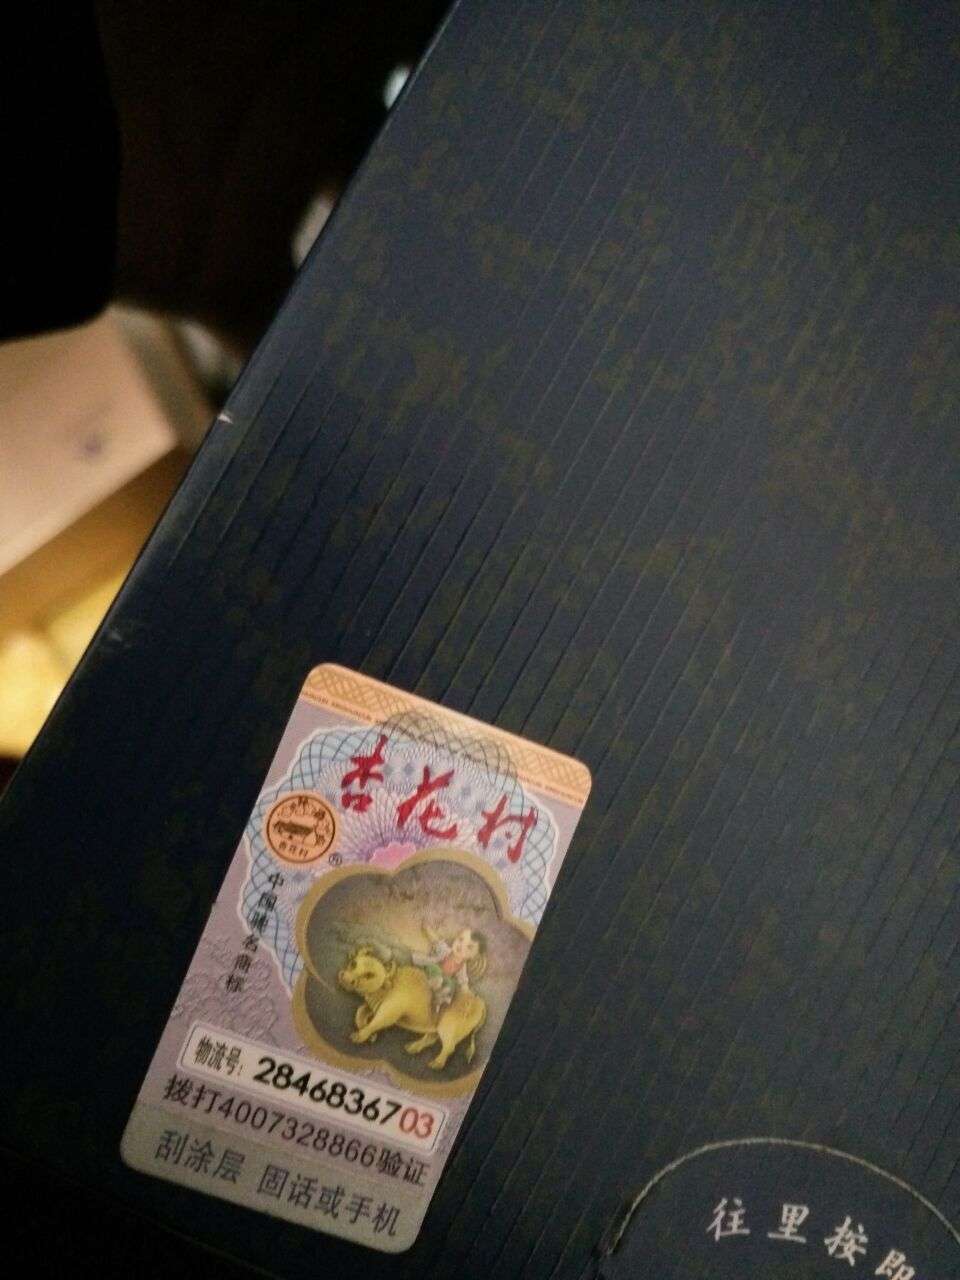 杏花村
中国驰名商标
物流号: 2846836703
拨打4007328866验证
刮涂层 固话或手机
往里按即